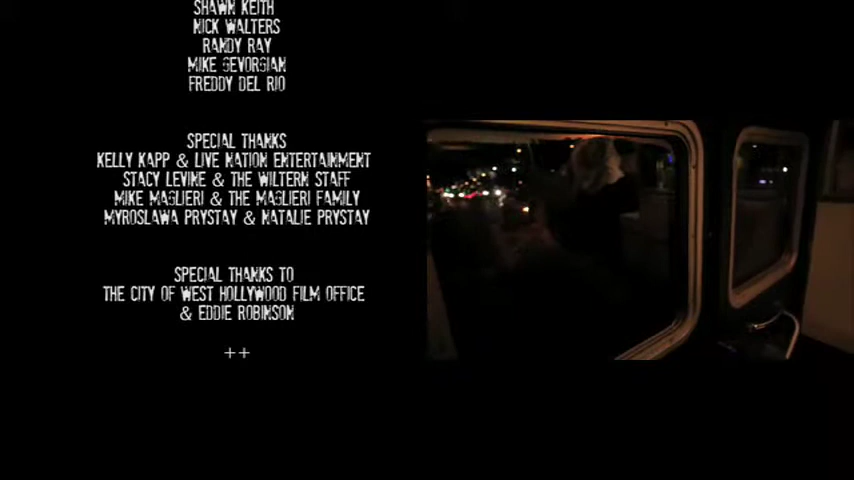 SHAWN KEITH
NICK WALTERS
RANDY RAY
MIKE GEVORGIAN
FREDDY DEL RIO
SPECIAL THANKS
KELLY KAPP & LIVE NATION ENTERTAINMENT
STACY LEVINE & THE WILTERN STAFF
MIKE MAGLIERI & THE MAGLIERI FAMILY
MYROSLAWA PRYSTAY & NATALIE PRYSTAY
SPECIAL THANKS TO
THE CITY OF WEST HOLLYWOOD FILM OFFICE
& EDDIE ROBINSON
++